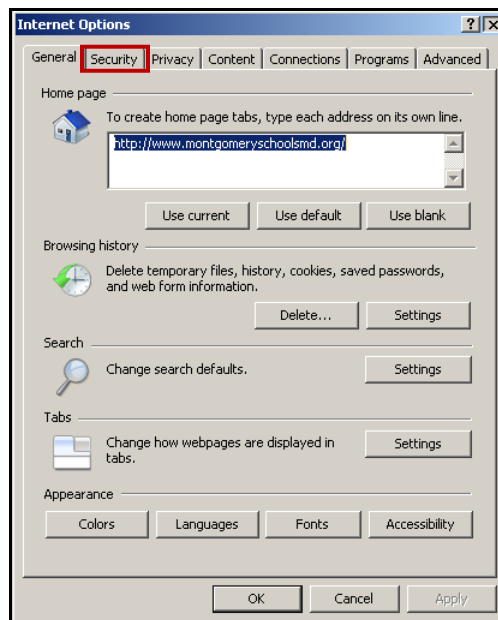 Internet Options
General Security Privacy Content Connections Programs Advanced
Home page
To create home page tabs, type each address on its own line.
http://www.montgomeryschoolsmd.org/
Use current Use default Use blank
Browsing history
Delete temporary files, history, cookies, saved passwords,
and web form information.
Delete... Settings
Search
Change search defaults. Settings
Tabs
Change how webpages are displayed in
tabs.
Settings
Appearance
Colors Languages Fonts Accessibility
OK Cancel Apply